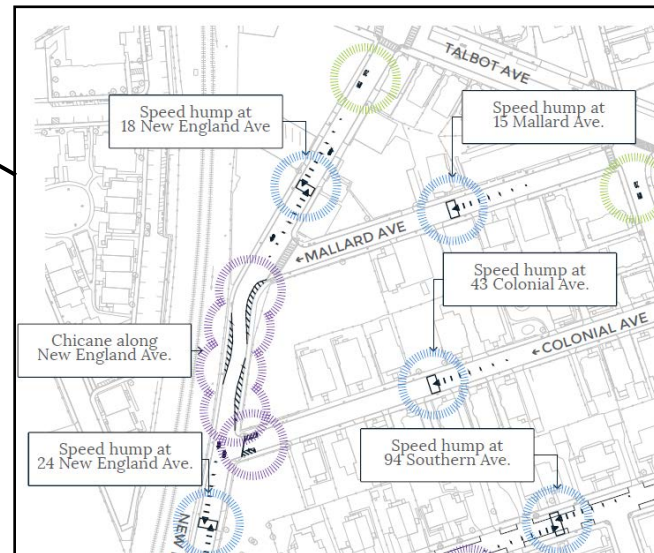 TALBOT AVE
Speed hump at
18 New England Ave
Speed hump at
15 Mallard Ave.
←MALLARD AVE
Speed hump at
43 Colonial Ave.
Chicane along
New England Ave.
←COLONIAL AVE
Speed hump at
24 New England Ave.
Speed hump at
94 Southern Ave.
NEW